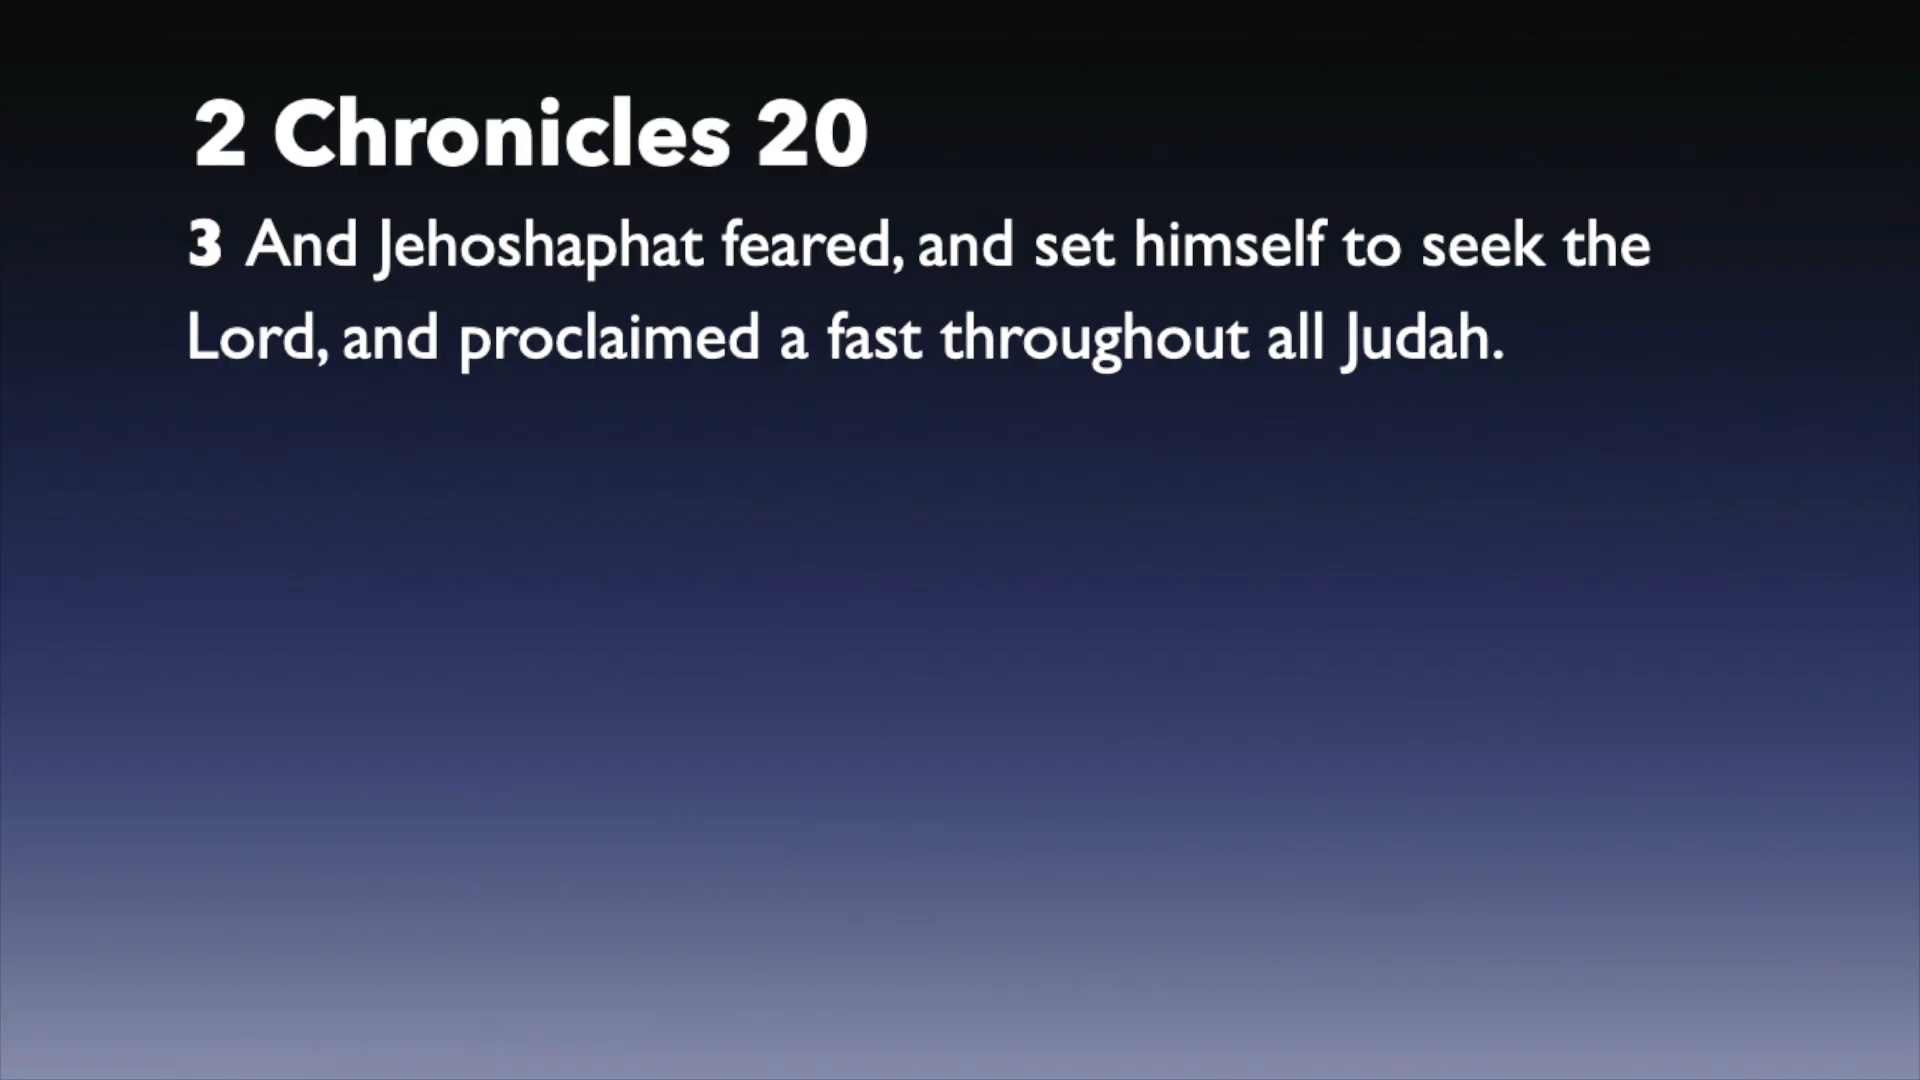 2 Chronicles 20
3 And Jehoshaphat feared, and set himself to seek the
Lord, and proclaimed a fast throughout all Judah.